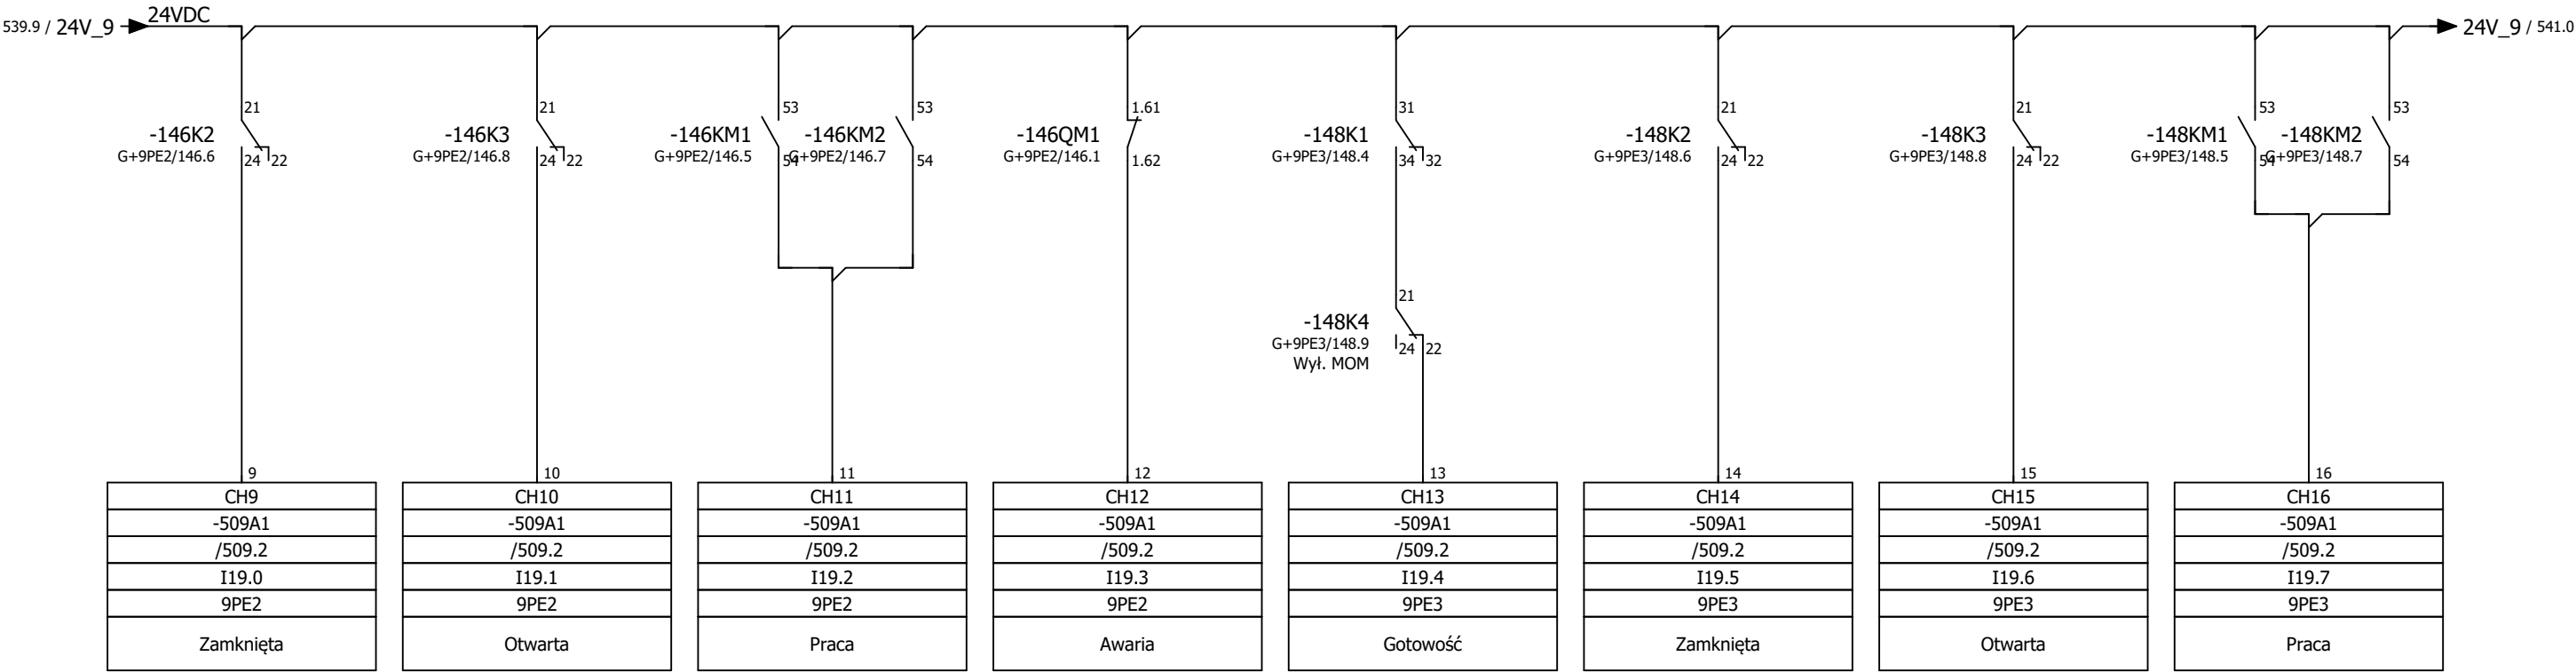 24VDC
539.9 / 24V_9
24V_9 / 541.0
21
-146K2
G+9PE2/146.6
24 22
21
-146K3
G+9PE2/146.8
24 22
53
-146KM1
G+9PE2/146.5
54
53
-146KM2
G+9PE2/146.7
54
1.61
-146QM1
G+9PE2/146.1
1.62
31
-148K1
G+9PE3/148.4
34 32
21
-148K4
G+9PE3/148.9
24 22
Wył. MOM
21
-148K2
G+9PE3/148.6
24 22
21
-148K3
G+9PE3/148.8
24 22
53
-148KM1
G+9PE3/148.5
54
53
-148KM2
G+9PE3/148.7
54
9
CH9
-509A1
/509.2
I19.0
9PE2
Zamknięta
10
CH10
-509A1
/509.2
I19.1
9PE2
Otwarta
11
CH11
-509A1
/509.2
I19.2
9PE2
Praca
12
CH12
-509A1
/509.2
I19.3
9PE2
Awaria
13
CH13
-509A1
/509.2
I19.4
9PE3
Gotowość
14
CH14
-509A1
/509.2
I19.5
9PE3
Zamknięta
15
CH15
-509A1
/509.2
I19.6
9PE3
Otwarta
16
CH16
-509A1
/509.2
I19.7
9PE3
Praca